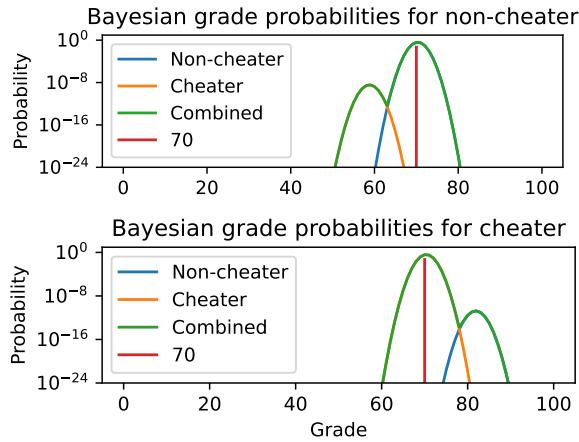 Bayesian grade probabilities for non-cheater
Probability
10^0
10^−8
10^−16
10^−24
Non-cheater
Cheater
Combined
70
0 20 40 60 80 100
Bayesian grade probabilities for cheater
Probability
10^0
10^−8
10^−16
10^−24
Non-cheater
Cheater
Combined
70
0 20 40 60 80 100
Grade